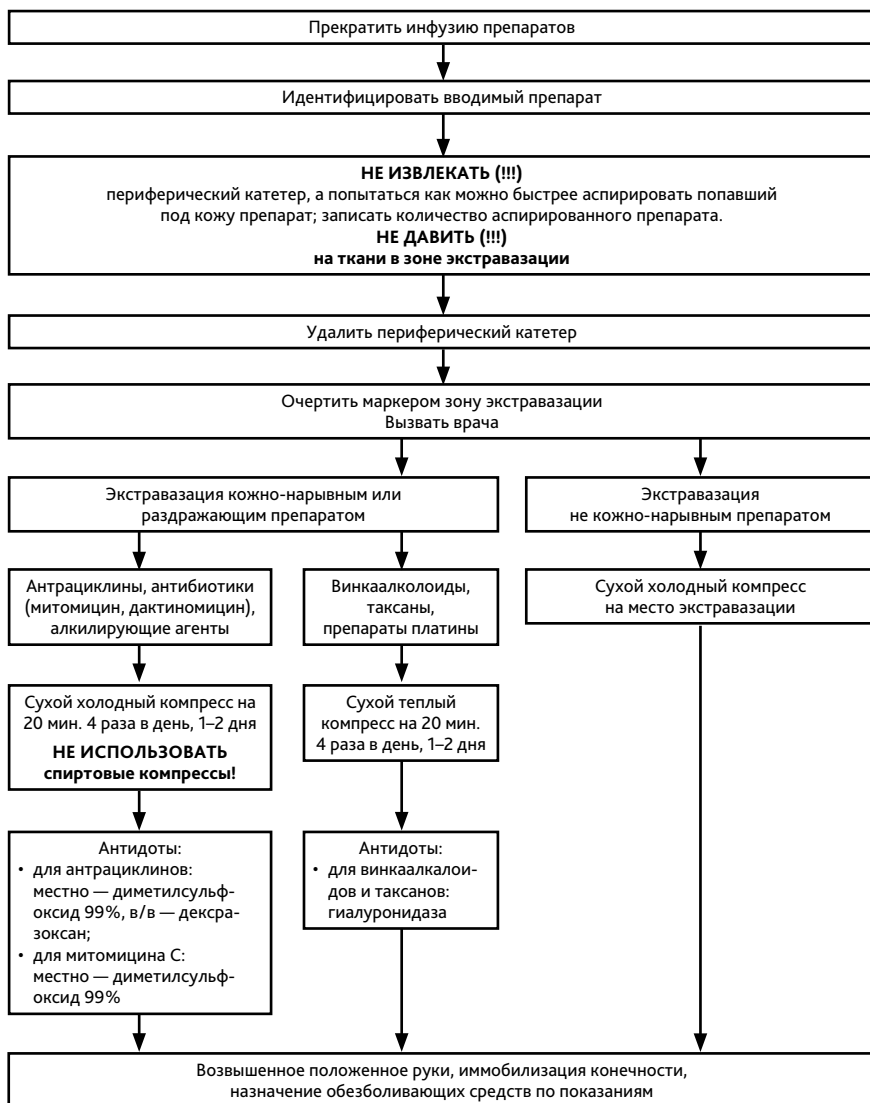 Прекратить инфузию препаратов
Идентифицировать вводимый препарат
НЕ ИЗВЛЕКАТЬ (!!!)
периферический катетер, а попытаться как можно быстрее аспирировать попавший
под кожу препарат; записать количество аспирированного препарата.
НЕ ДАВИТЬ (!!!)
на ткани в зоне экстравазации
Удалить периферический катетер
Очертить маркером зону экстравазации
Вызвать врача
Экстравазация кожно-нарывным или
раздражающим препаратом
Экстравазация
не кожно-нарывным препаратом
Антрациклины, антибиотики
(митомицин, дактиномицин),
алкилирующие агенты
Винкаалколоиды,
таксаны,
препараты платины
Сухой холодный компресс
на место экстравазации
Сухой холодный компресс на
20 мин. 4 раза в день, 1–2 дня
НЕ ИСПОЛЬЗОВАТЬ
спиртовые компрессы!
Сухой теплый
компресс на 20 мин.
4 раза в день, 1–2 дня
Антидоты:
• для антрациклинов:
местно — диметилсульф-
оксид 99%, в/в — дексра-
зоксан;
• для митомицина С:
местно — диметилсульф-
оксид 99%
Антидоты:
• для винкаалкалои-
дов и таксанов:
гиалуронидаза
Возвышенное положенное руки, иммобилизация конечности,
назначение обезболивающих средств по показаниям